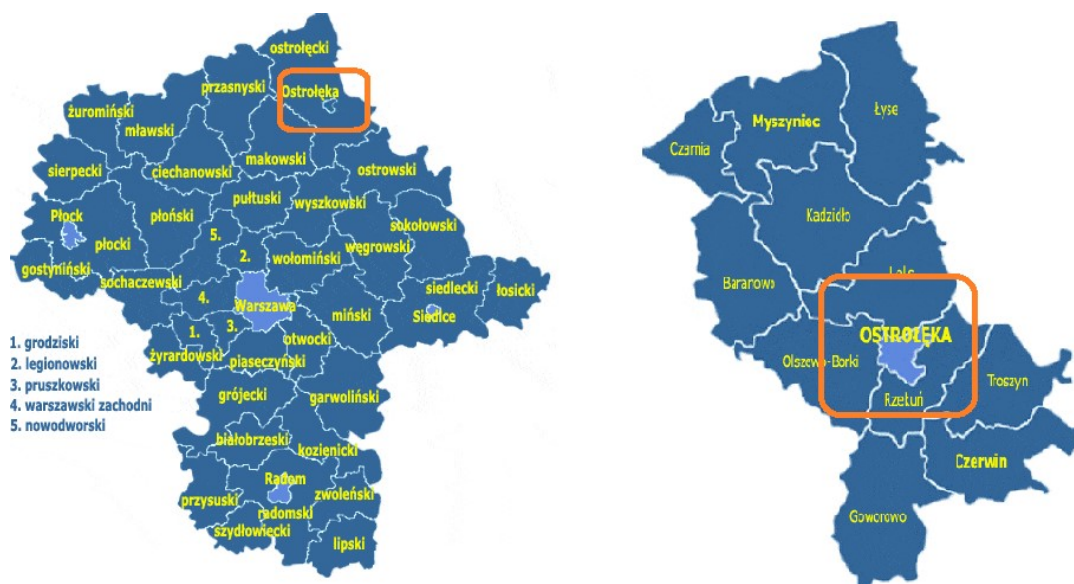 ostrołęcki
przasnyski
Ostrołęka
żuromiński
mławski
sierpecki
ciechanowski
makowski
ostrowski
Płock
płocki
płoński
pułtuski
wyszkowski
sokołowski
5.
2.
wołomiński
węgrowski
gostyniński
sochaczewski
4.
Warszawa
miński
siedlecki
Siedlce
łosicki
1.
3.
otwocki
żyrardowski
piaseczyński
grójecki
garwoliński
białobrzeski
kozienicki
Radom
przysuski
radomski
zwoleński
szydłowiecki
lipski
1. grodziski
2. legionowski
3. pruszkowski
4. warszawski zachodni
5. nowodworski
Łyse
Myszyniec
Czarnia
Kadzidło
Baranowo
OSTROŁĘKA
Olszewo-Borki
Troszyn
Rzekuń
Czerwin
Goworowo